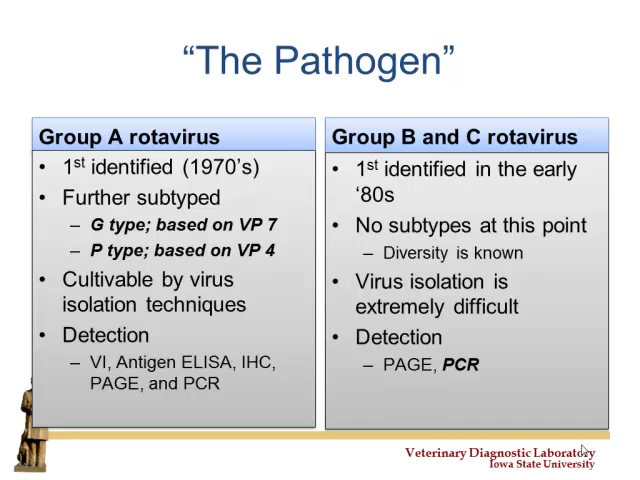 “The Pathogen”
Group A rotavirus
• 1st identified (1970’s)
• Further subtyped
– G type; based on VP 7
– P type; based on VP 4
• Cultivable by virus
isolation techniques
• Detection
– VI, Antigen ELISA, IHC,
PAGE, and PCR
Group B and C rotavirus
• 1st identified in the early
‘80s
• No subtypes at this point
– Diversity is known
• Virus isolation is
extremely difficult
• Detection
– PAGE, PCR
Veterinary Diagnostic Laboratory
Iowa State University